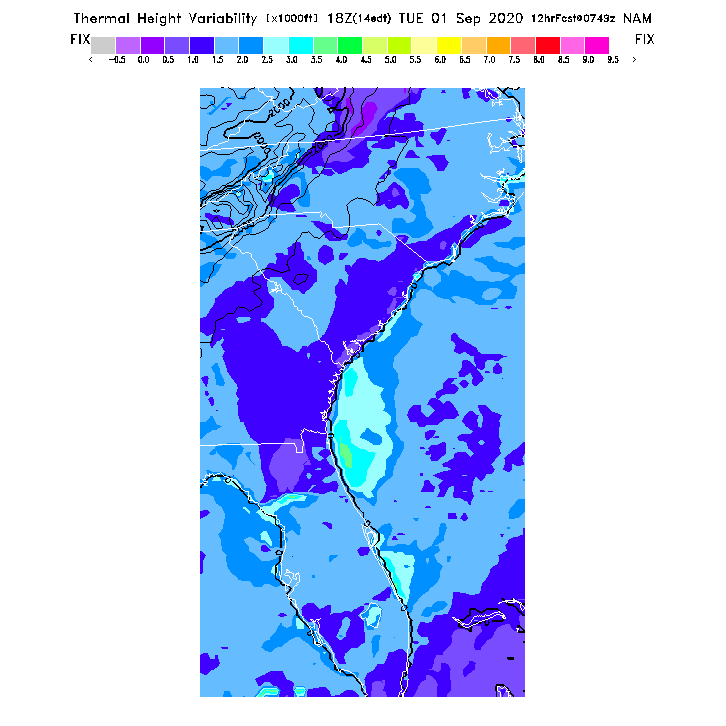 Thermal Height Variability [x1000ft] 18Z(14edt) TUE 01 Sep 2020 12hrFcst@0749z NAM
FIX FIX
< -0.5 0.0 0.5 1.0 1.5 2.0 2.5 3.0 3.5 4.0 4.5 5.0 5.5 6.0 6.5 7.0 7.5 8.0 8.5 9.0 9.5 >
2000